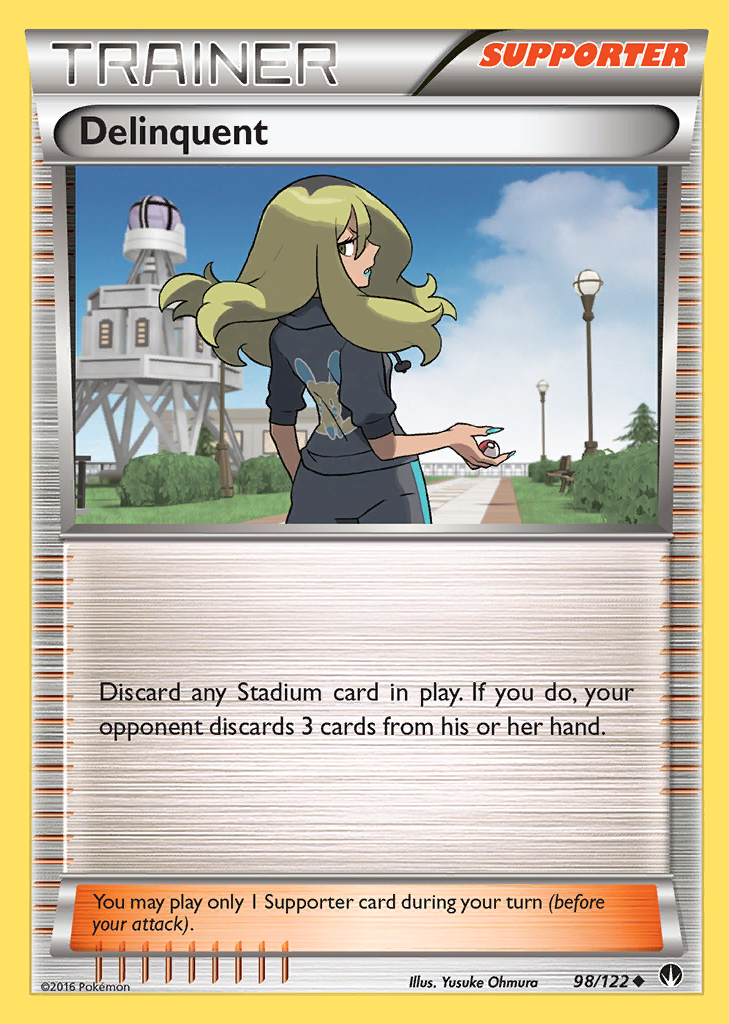 TRAINER
SUPPORTER
Delinquent
Discard any Stadium card in play. If you do, your
opponent discards 3 cards from his or her hand.
You may play only 1 Supporter card during your turn (before
your attack).
©2016 Pokémon
Illus. Yusuke Ohmura
98/122